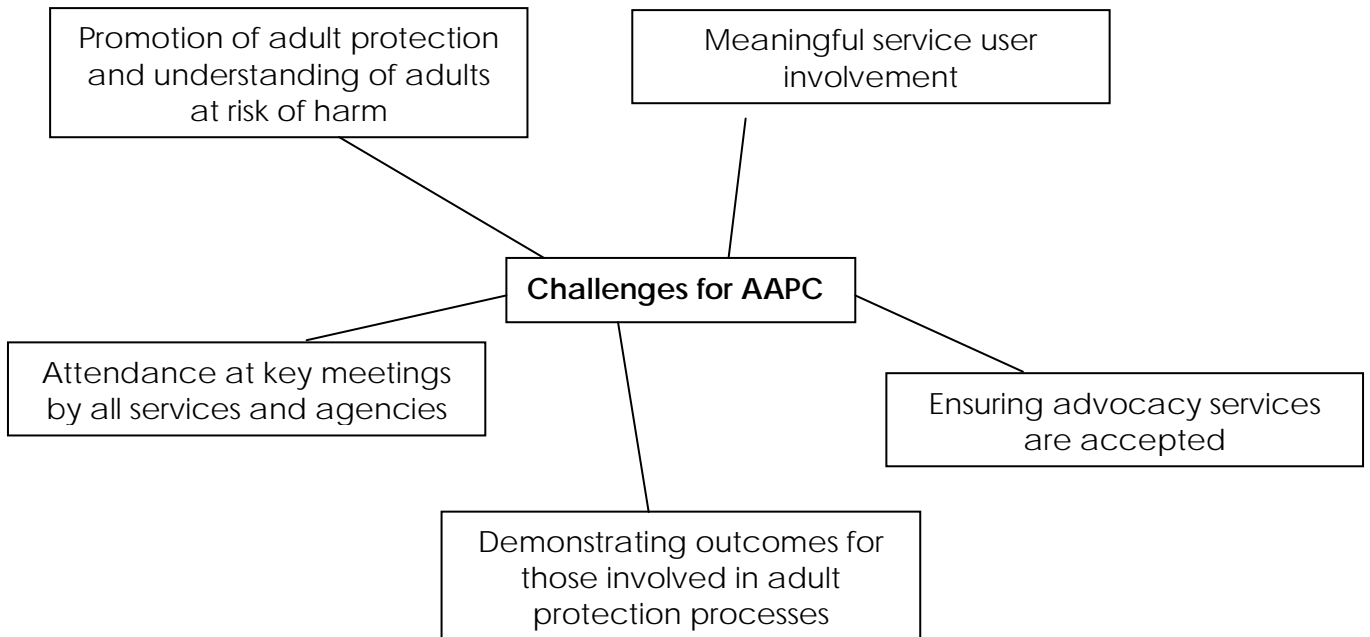 Promotion of adult protection
and understanding of adults
at risk of harm
Meaningful service user
involvement
Challenges for AAPC
Attendance at key meetings
by all services and agencies
Ensuring advocacy services
are accepted
Demonstrating outcomes for
those involved in adult
protection processes